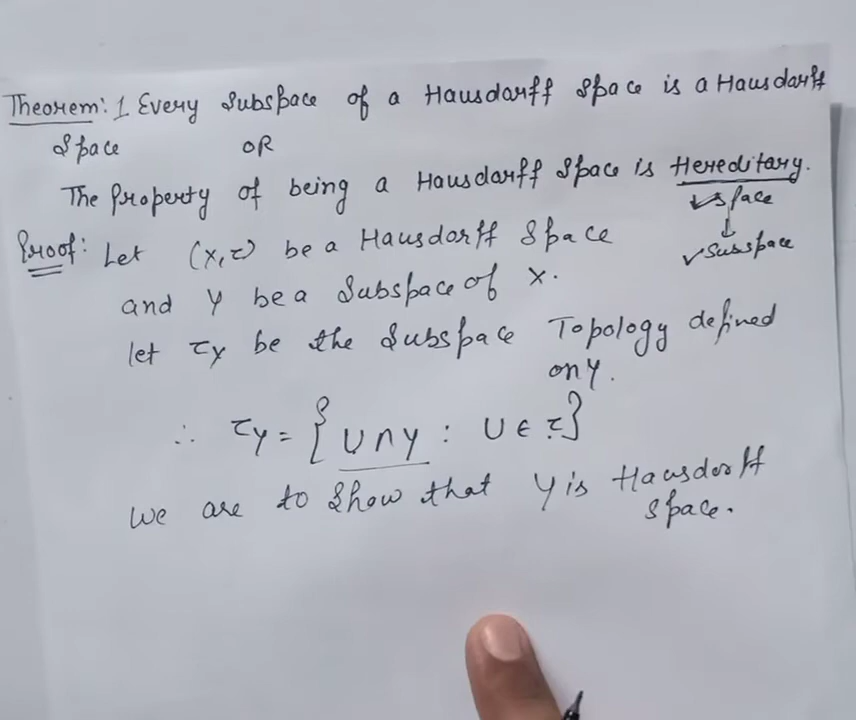 Theorem: 1 Every Subspace of a Hausdorff Space is a Hausdorff
Space OR
The Property of being a Hausdorff Space is Hereditary.
✓space
↓
✓Subspace
Proof: Let (X,τ) be a Hausdorff Space
and Y be a Subspace of X.
let τY be the Subspace Topology defined
on Y.
∴ τY = { U∩Y : U ∈ τ}
We are to Show that Y is Hausdorff
space.